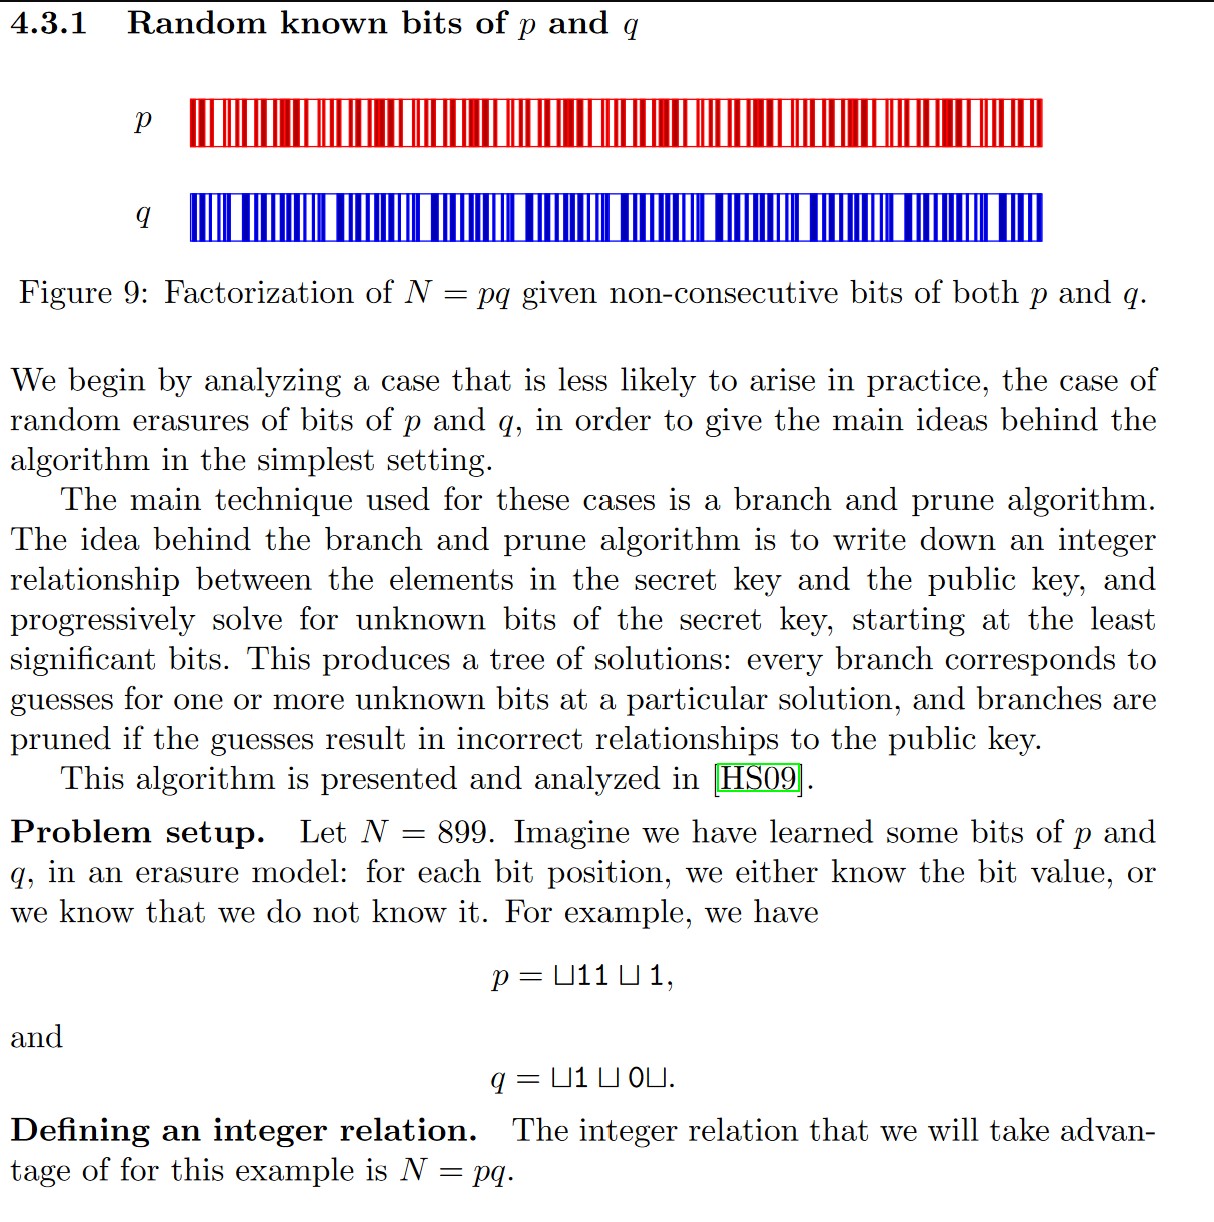 4.3.1 Random known bits of p and q
p
q
Figure 9: Factorization of N = pq given non-consecutive bits of both p and q.
We begin by analyzing a case that is less likely to arise in practice, the case of
random erasures of bits of p and q, in order to give the main ideas behind the
algorithm in the simplest setting.
The main technique used for these cases is a branch and prune algorithm.
The idea behind the branch and prune algorithm is to write down an integer
relationship between the elements in the secret key and the public key, and
progressively solve for unknown bits of the secret key, starting at the least
significant bits. This produces a tree of solutions: every branch corresponds to
guesses for one or more unknown bits at a particular solution, and branches are
pruned if the guesses result in incorrect relationships to the public key.
This algorithm is presented and analyzed in [HS09].
Problem setup. Let N = 899. Imagine we have learned some bits of p and
q, in an erasure model: for each bit position, we either know the bit value, or
we know that we do not know it. For example, we have
p = ⊔11 ⊔ 1,
and
q = ⊔1 ⊔ 0⊔.
Defining an integer relation. The integer relation that we will take advan-
tage of for this example is N = pq.